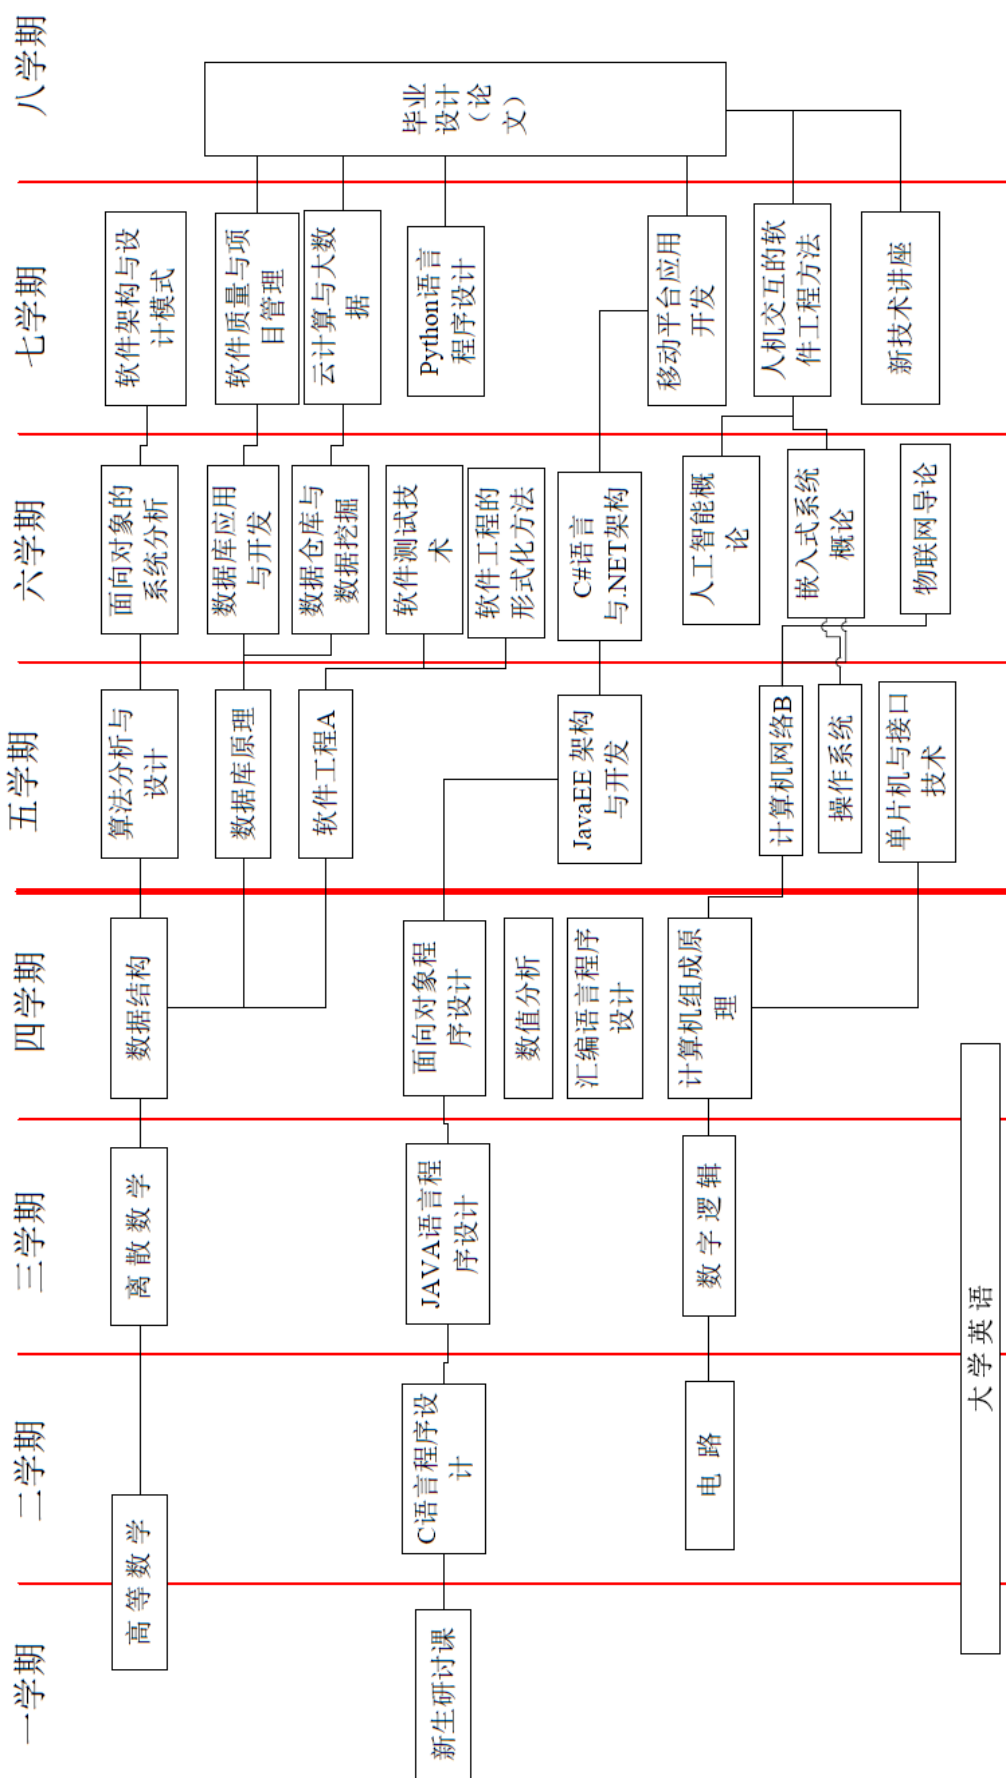 一学期
二学期
三学期
四学期
五学期
六学期
七学期
八学期
高等数学
离散数学
数据结构
算法分析与
设计
面向对象的
系统分析
软件架构与设
计模式
数据库原理
数据库应用
与开发
软件质量与项
目管理
软件工程A
数据仓库与
数据挖掘
云计算与大数
据
软件测试技
术
软件工程的
形式化方法
新生研讨课
C语言程序设
计
JAVA语言程
序设计
面向对象程
序设计
数值分析
汇编语言程序
设计
JavaEE 架构
与开发
C#语言
与.NET架构
Python语言
程序设计
移动平台应用
开发
电路
数字逻辑
计算机组成原
理
计算机网络B
操作系统
单片机与接口
技术
人工智能概
论
嵌入式系统
概论
物联网导论
人机交互的软
件工程方法
新技术讲座
毕业
设计
（论
文）
大学英语